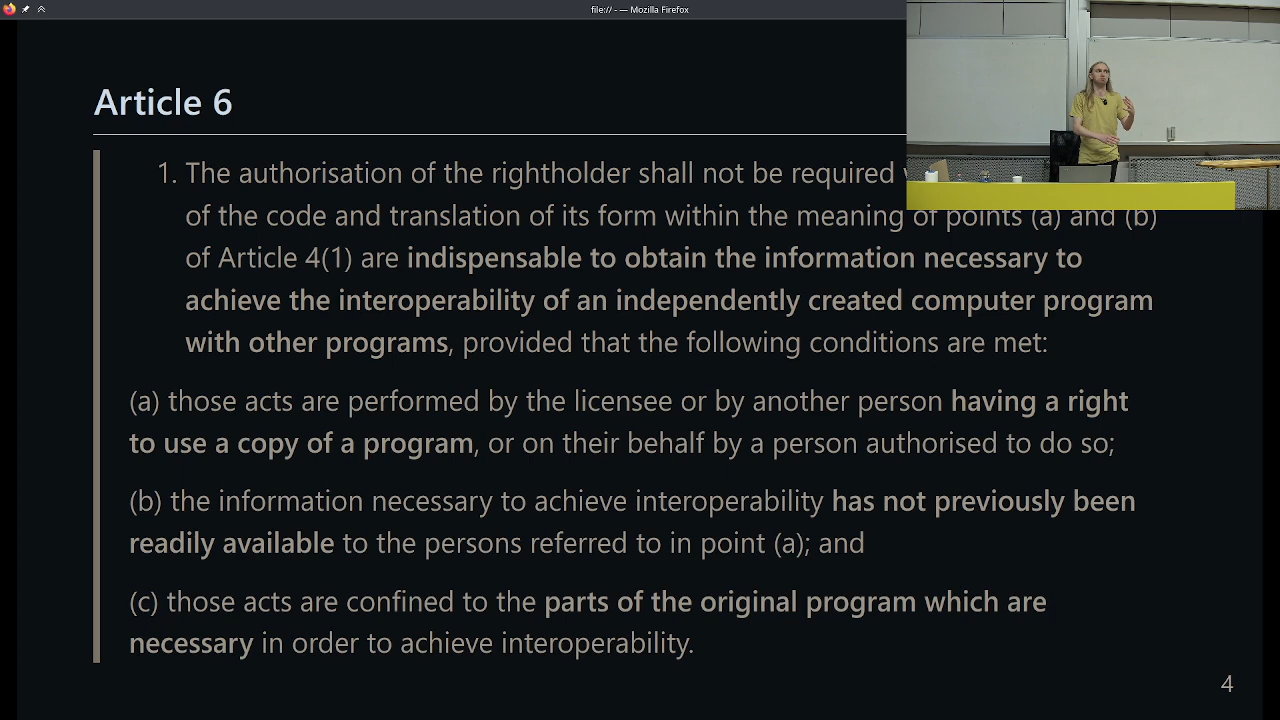 file:// - — Mozilla Firefox
Article 6
1. The authorisation of the rightholder shall not be required
of the code and translation of its form within the meaning of points (a) and (b)
of Article 4(1) are indispensable to obtain the information necessary to
achieve the interoperability of an independently created computer program
with other programs, provided that the following conditions are met:
(a) those acts are performed by the licensee or by another person having a right
to use a copy of a program, or on their behalf by a person authorised to do so;
(b) the information necessary to achieve interoperability has not previously been
readily available to the persons referred to in point (a); and
(c) those acts are confined to the parts of the original program which are
necessary in order to achieve interoperability.
4